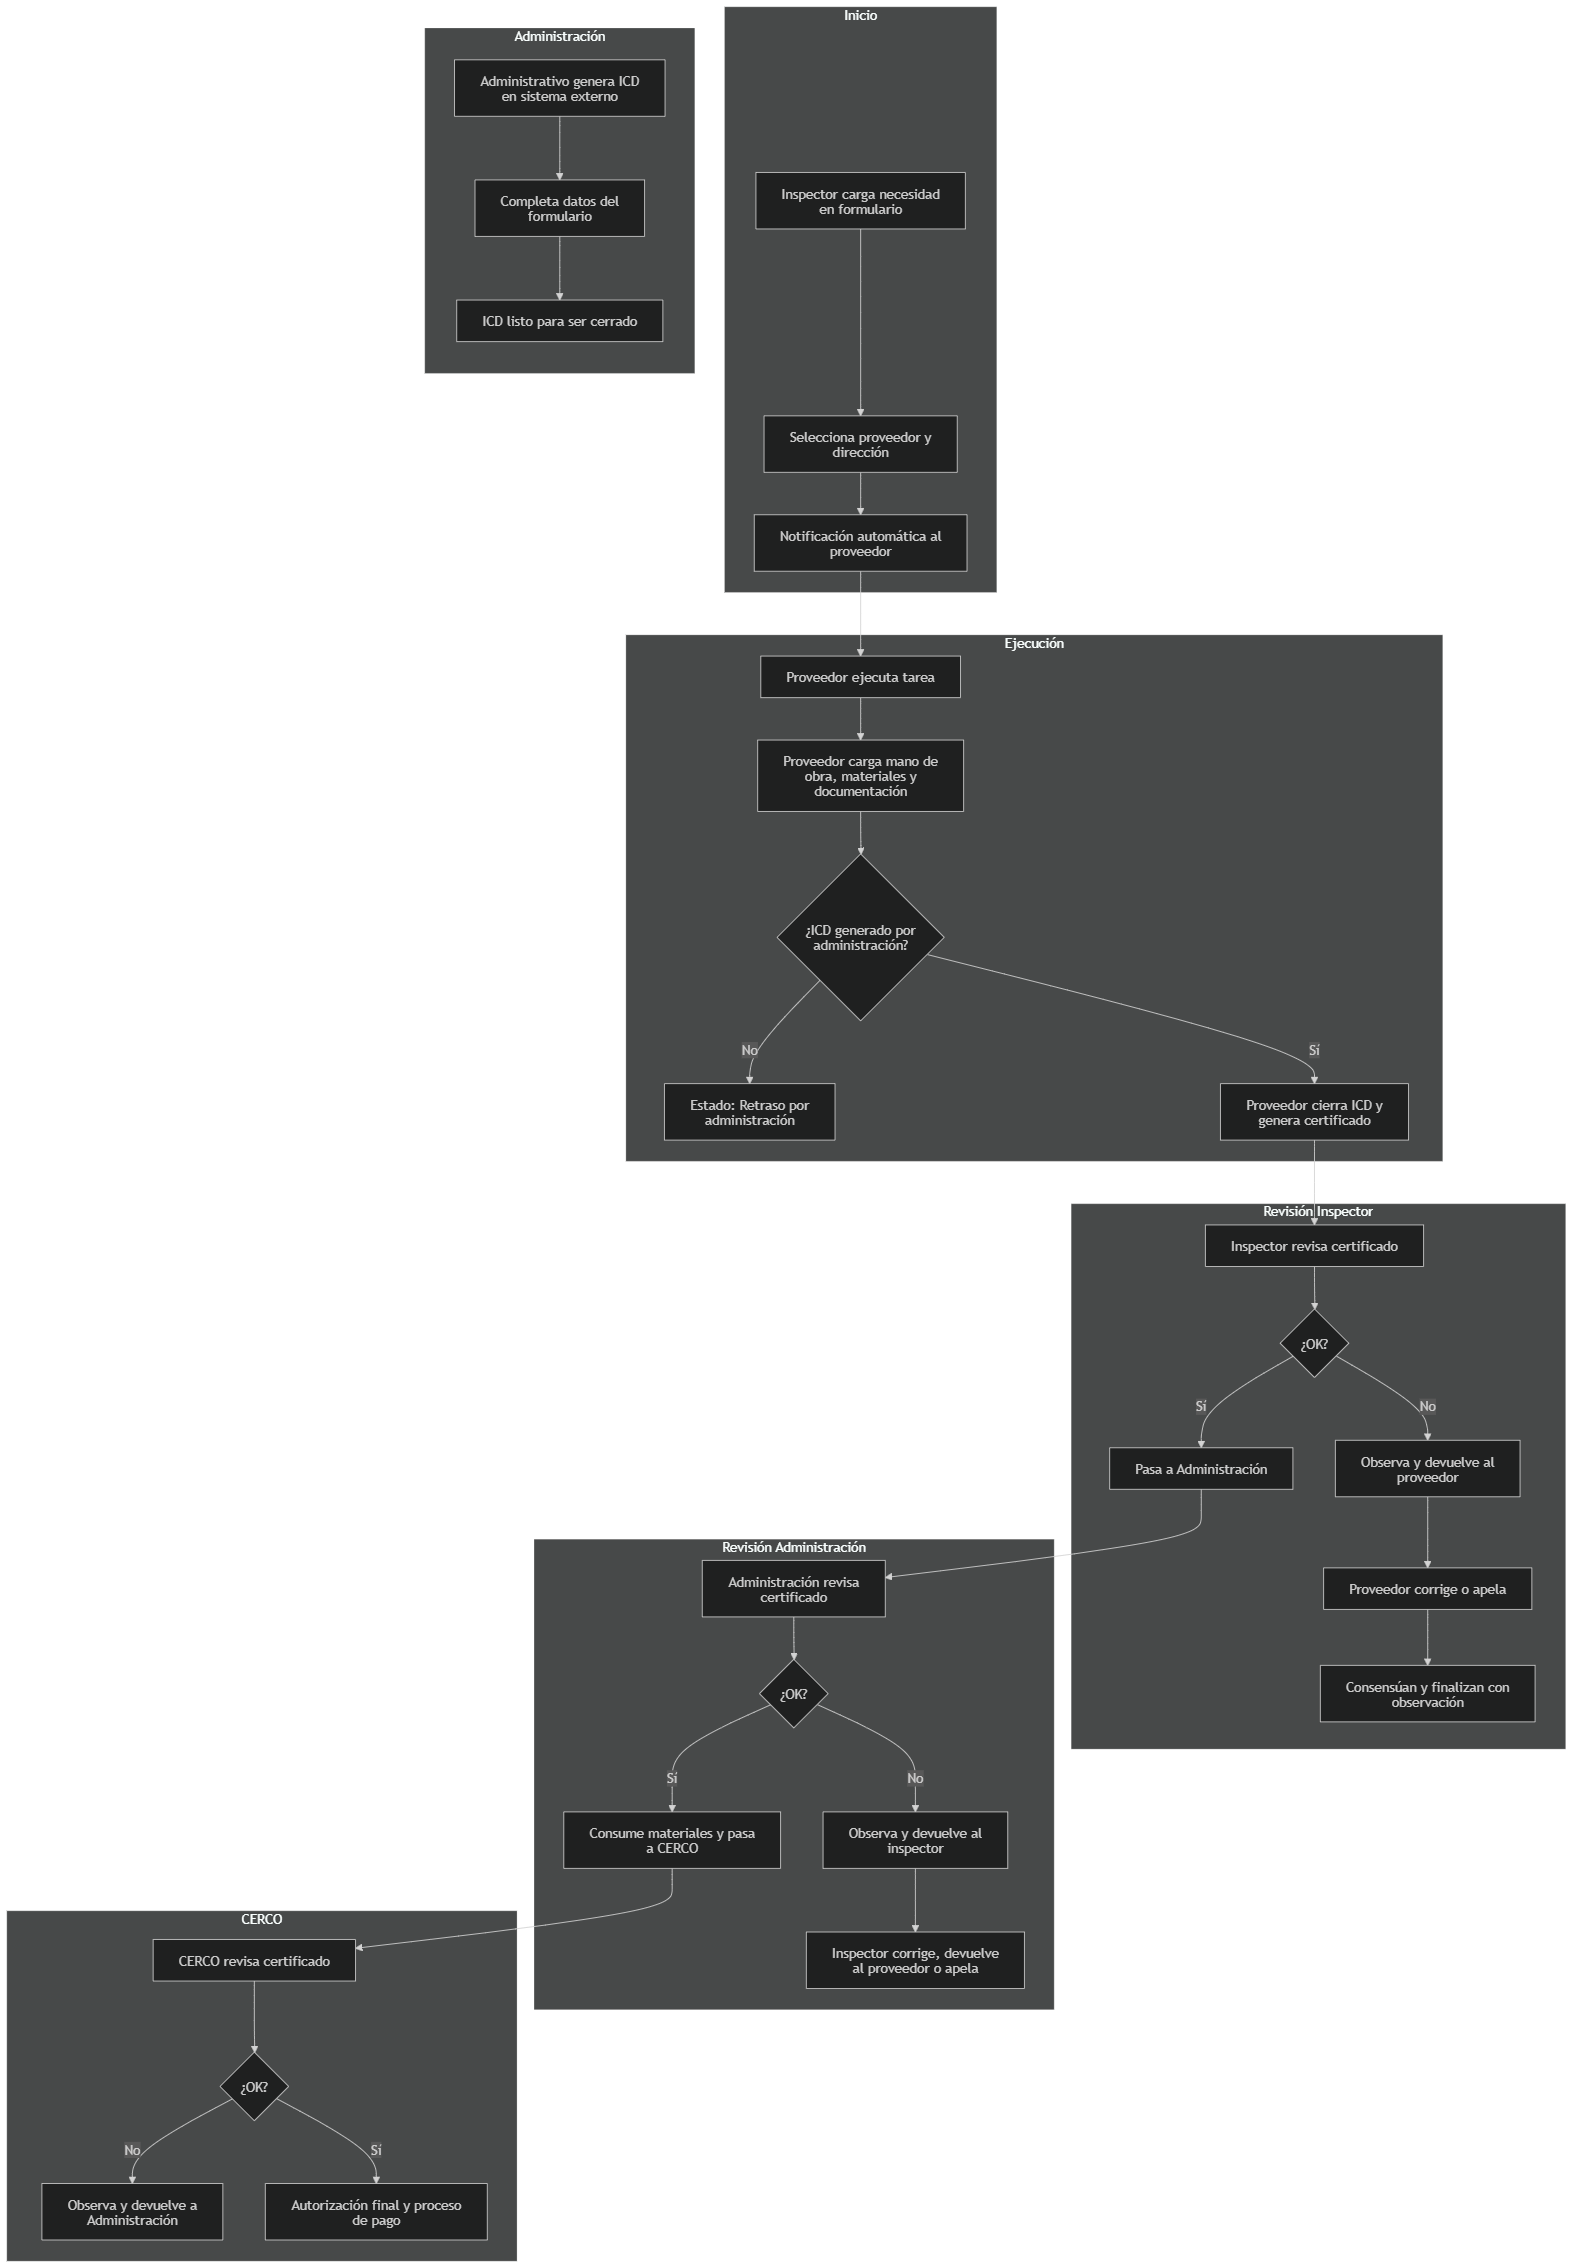 Inicio
Administración
Administrativo genera ICD
en sistema externo
Completa datos del
formulario
ICD listo para ser cerrado
Inspector carga necesidad
en formulario
Selecciona proveedor y
dirección
Notificación automática al
proveedor
Ejecución
Proveedor ejecuta tarea
Proveedor carga mano de
obra, materiales y
documentación
¿ICD generado por
administración?
No
Sí
Estado: Retraso por
administración
Proveedor cierra ICD y
genera certificado
Revisión Inspector
Inspector revisa certificado
¿OK?
Sí
No
Pasa a Administración
Observa y devuelve al
proveedor
Proveedor corrige o apela
Consensúan y finalizan con
observación
Revisión Administración
Administración revisa
certificado
¿OK?
Sí
No
Consume materiales y pasa
a CERCO
Observa y devuelve al
inspector
Inspector corrige, devuelve
al proveedor o apela
CERCO
CERCO revisa certificado
¿OK?
No
Sí
Observa y devuelve a
Administración
Autorización final y proceso
de pago